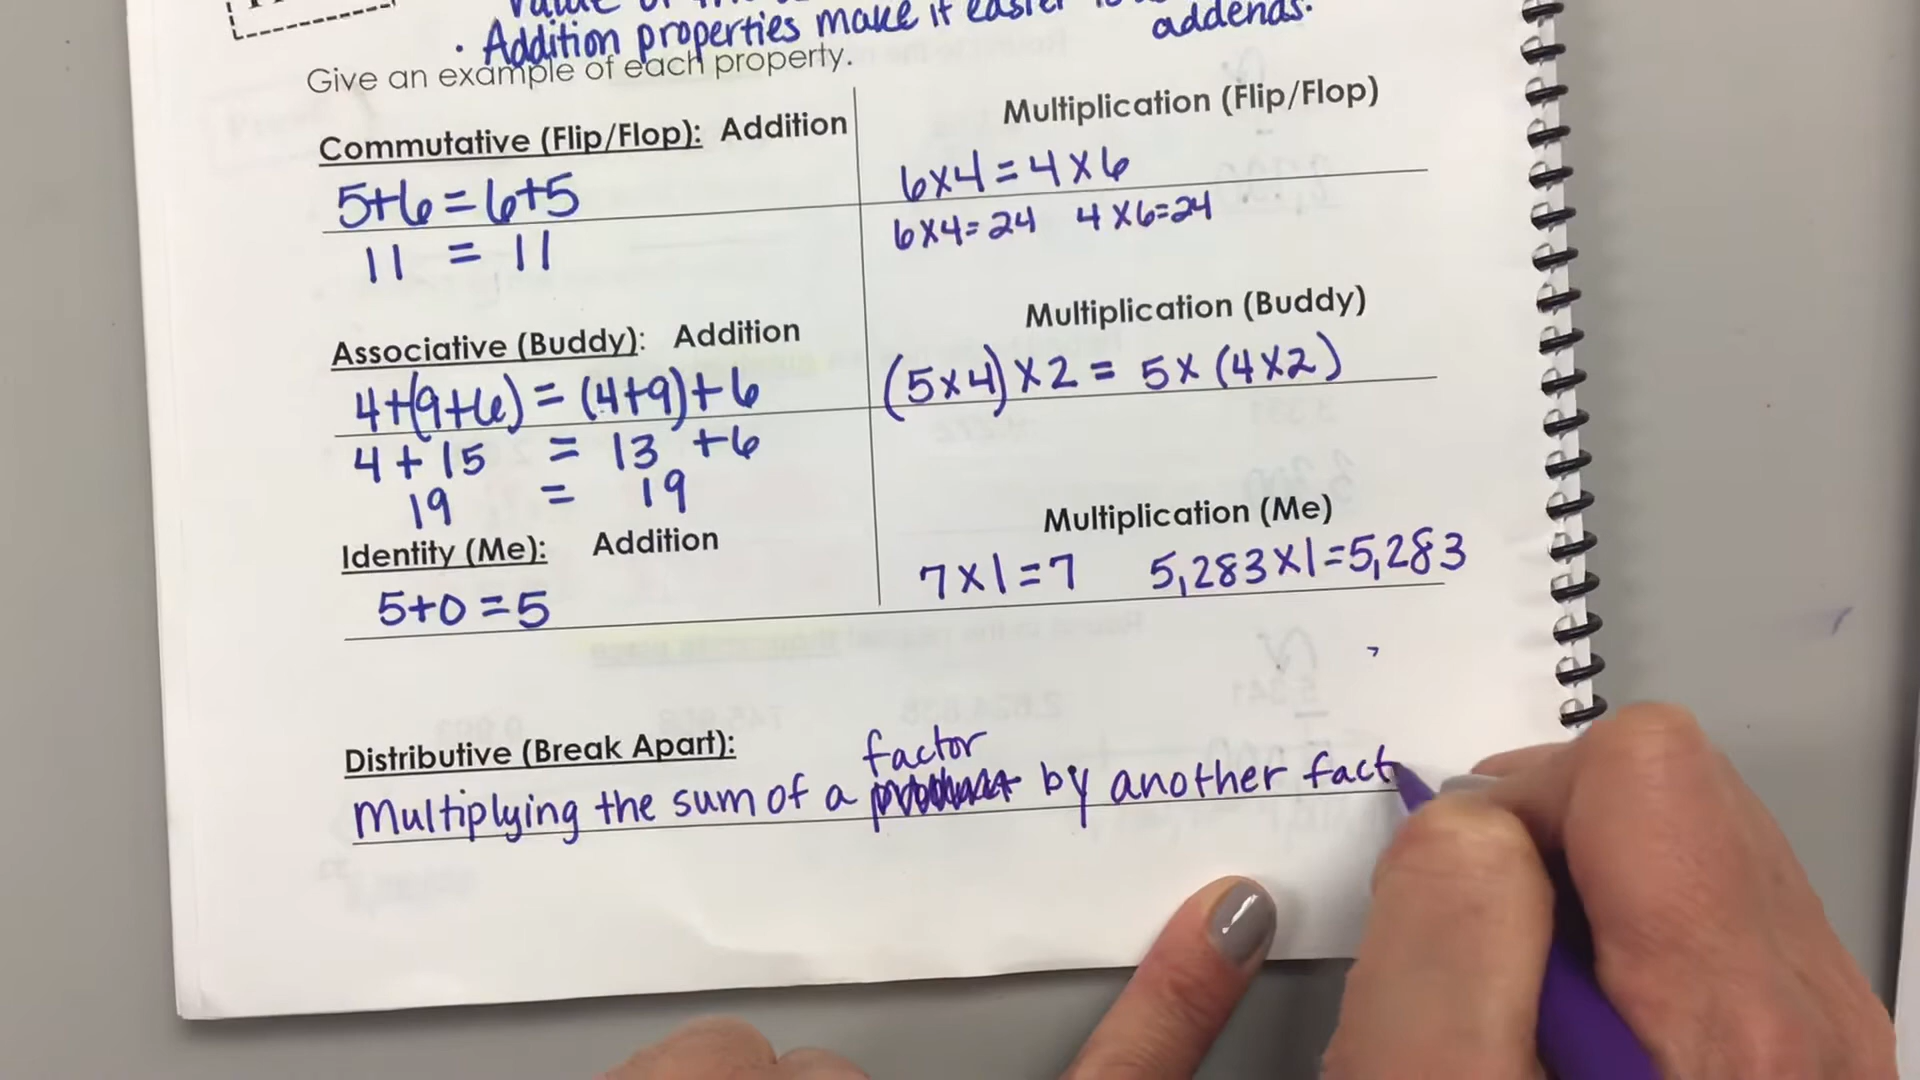 · Addition properties make it easier
addends.
Give an example of each property.
Commutative (Flip/Flop): Addition
5+6=6+5
11 = 11
Multiplication (Flip/Flop)
6x4=4x6
6x4=24 4x6=24
Associative (Buddy): Addition
4+(9+6)=(4+9)+6
4+15 = 13 +6
19 = 19
Multiplication (Buddy)
(5x4)x2= 5x(4x2)
Identity (Me): Addition
5+0=5
Multiplication (Me)
7x1=7 5,283x1=5,283
Distributive (Break Apart):
factor
Multiplying the sum of a by another fact